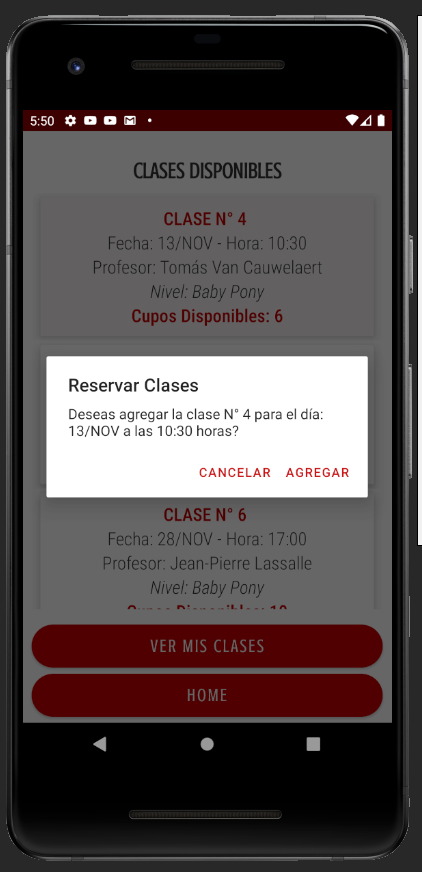 5:50
CLASES DISPONIBLES
CLASE N° 4
Fecha: 13/NOV - Hora: 10:30
Profesor: Tomás Van Cauwelaert
Nivel: Baby Pony
Cupos Disponibles: 6
Reservar Clases
Deseas agregar la clase N° 4 para el día:
13/NOV a las 10:30 horas?
CANCELAR AGREGAR
CLASE N° 6
Fecha: 28/NOV - Hora: 17:00
Profesor: Jean-Pierre Lassalle
Nivel: Baby Pony
Cupos Disponibles: 10
VER MIS CLASES
HOME